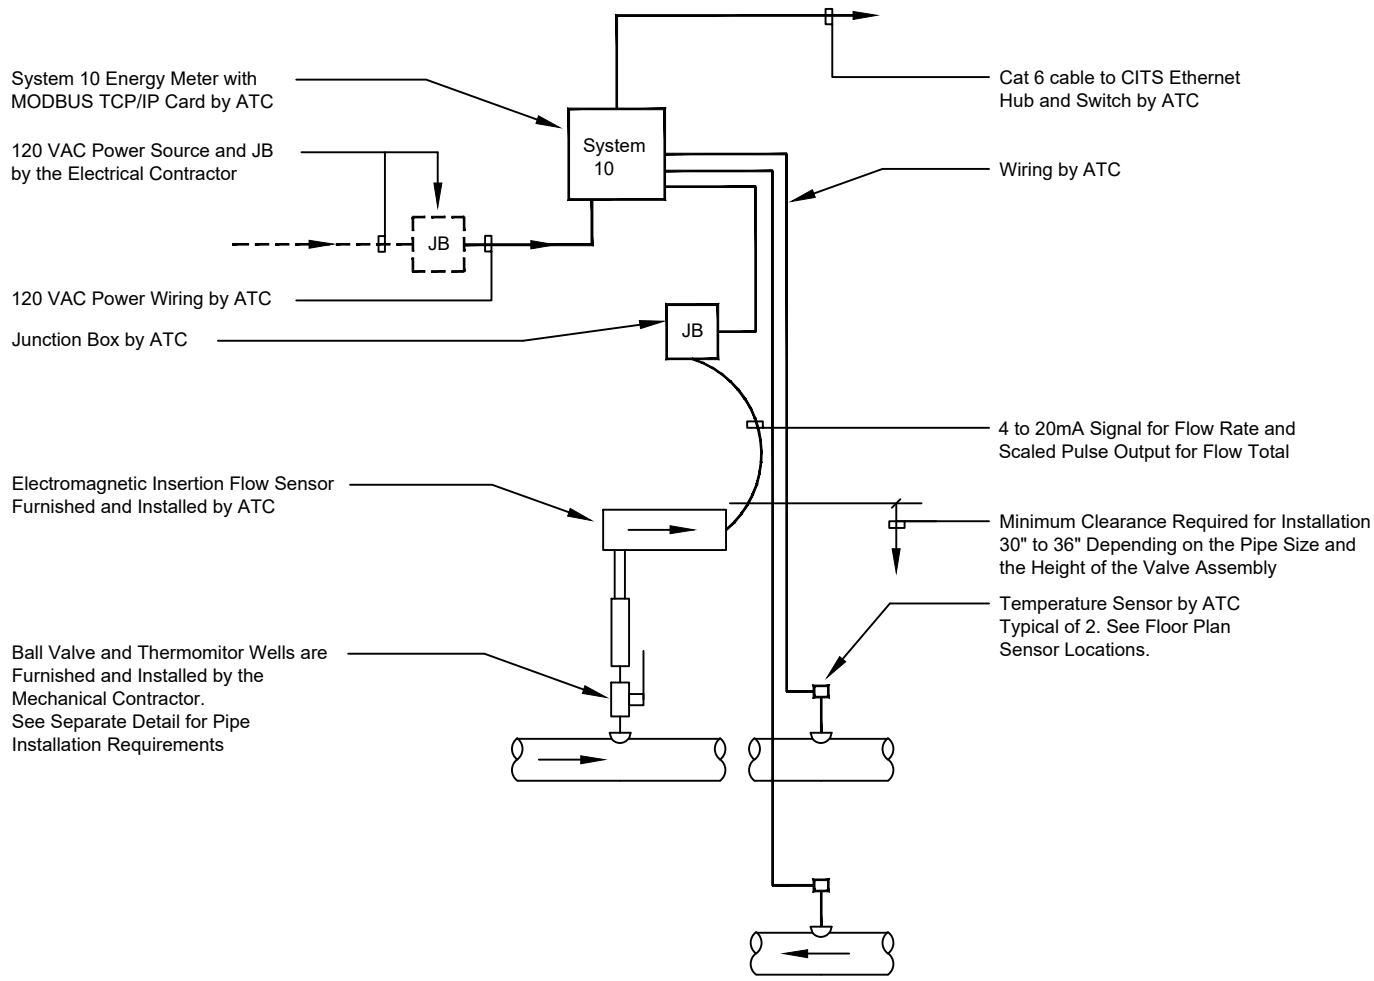 System 10 Energy Meter with
MODBUS TCP/IP Card by ATC
120 VAC Power Source and JB
by the Electrical Contractor
JB
120 VAC Power Wiring by ATC
Junction Box by ATC
System
10
JB
Cat 6 cable to CITS Ethernet
Hub and Switch by ATC
Wiring by ATC
4 to 20mA Signal for Flow Rate and
Scaled Pulse Output for Flow Total
Electromagnetic Insertion Flow Sensor
Furnished and Installed by ATC
Minimum Clearance Required for Installation
30" to 36" Depending on the Pipe Size and
the Height of the Valve Assembly
Temperature Sensor by ATC
Typical of 2. See Floor Plan
Sensor Locations.
Ball Valve and Thermomitor Wells are
Furnished and Installed by the
Mechanical Contractor.
See Separate Detail for Pipe
Installation Requirements